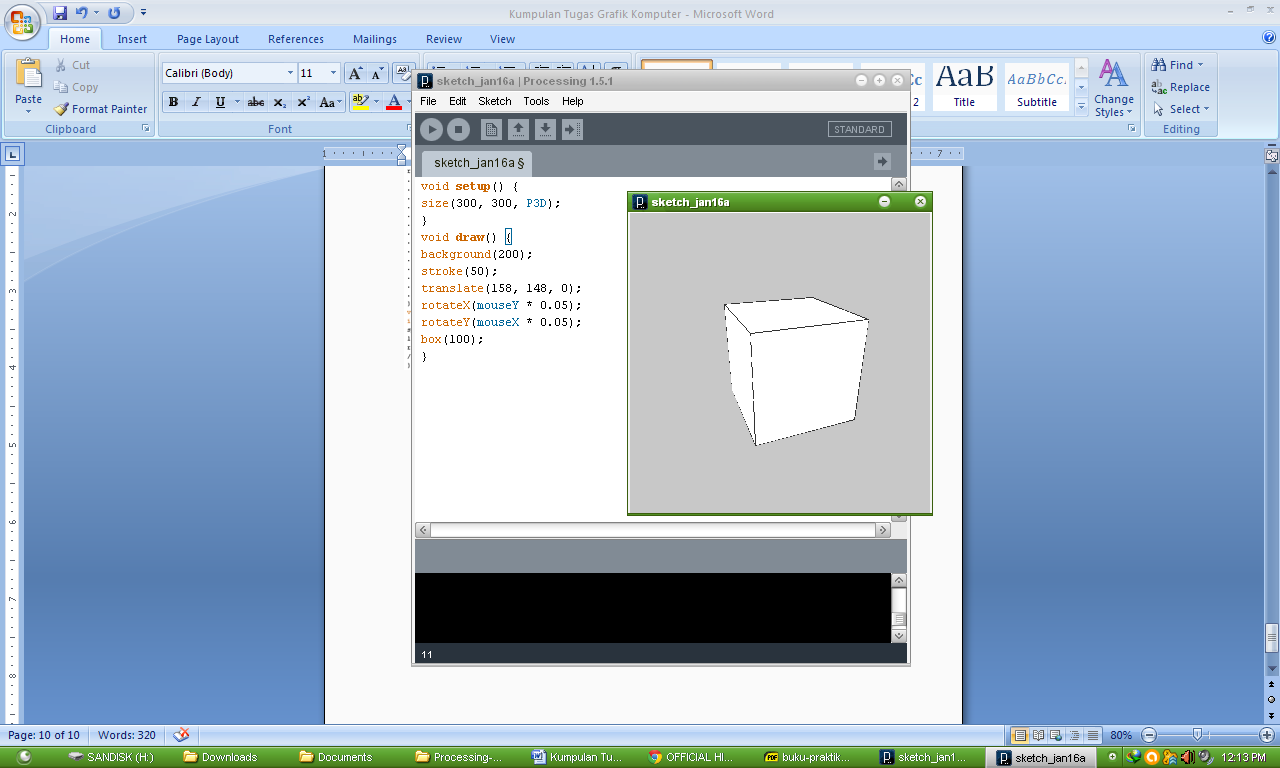 Kumpulan Tugas Grafik Komputer - Microsoft Word
Home Insert Page Layout References Mailings Review View
Paste
Cut
Copy
Format Painter
Clipboard
Calibri (Body) 11
B I U abc X₂ X² Aa
ab A
Font
AaB
Title
AaBbCc.
Subtitle
Change
Styles
Find
Replace
Select
Editing
sketch_jan16a | Processing 1.5.1
File Edit Sketch Tools Help
STANDARD
sketch_jan16a §
void setup() {
size(300, 300, P3D);
}
void draw() {
background(200);
stroke(50);
translate(158, 148, 0);
rotateX(mouseY * 0.05);
rotateY(mouseX * 0.05);
box(100);
}
sketch_jan16a
11
Page: 10 of 10 Words: 320 80%
SANDISK (H:) Downloads Documents Processing-... Kumpulan Tu... OFFICIAL HI... buku-praktik... sketch_jan1... sketch_jan16a 12:13 PM